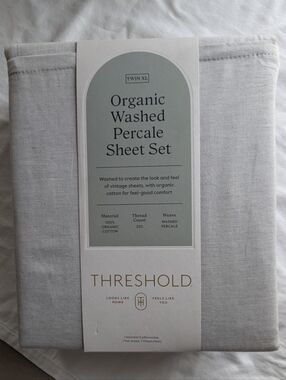 TWIN XL
Organic
Washed
Percale
Sheet Set
Washed to create the look and feel
of vintage sheets, with organic
cotton for feel-good comfort
Material Thread Count Weave
100% ORGANIC COTTON WASHED PERCALE
THRESHOLD
LOOKS LIKE HOME FEELS LIKE YOU